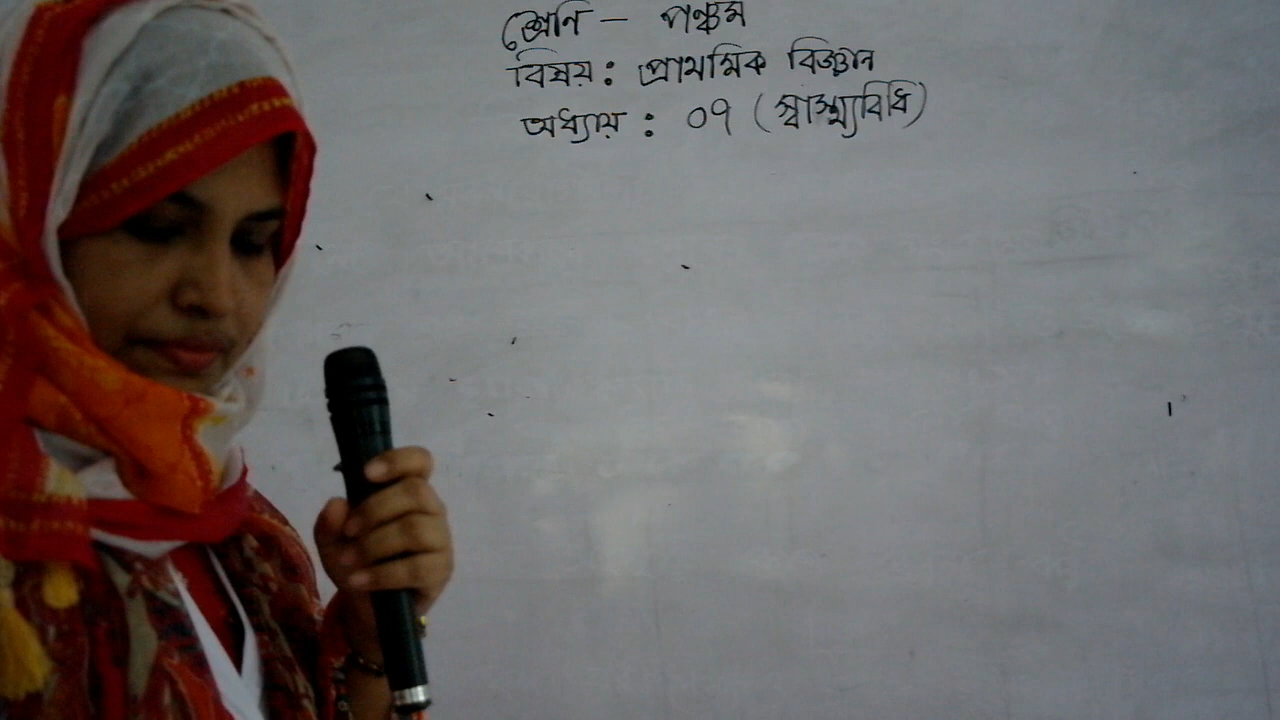 শ্রেনি — পঞ্চম
বিষয়: প্রাথমিক বিজ্ঞান
অধ্যায়: ০৭ (স্বাস্থ্যবিধি)